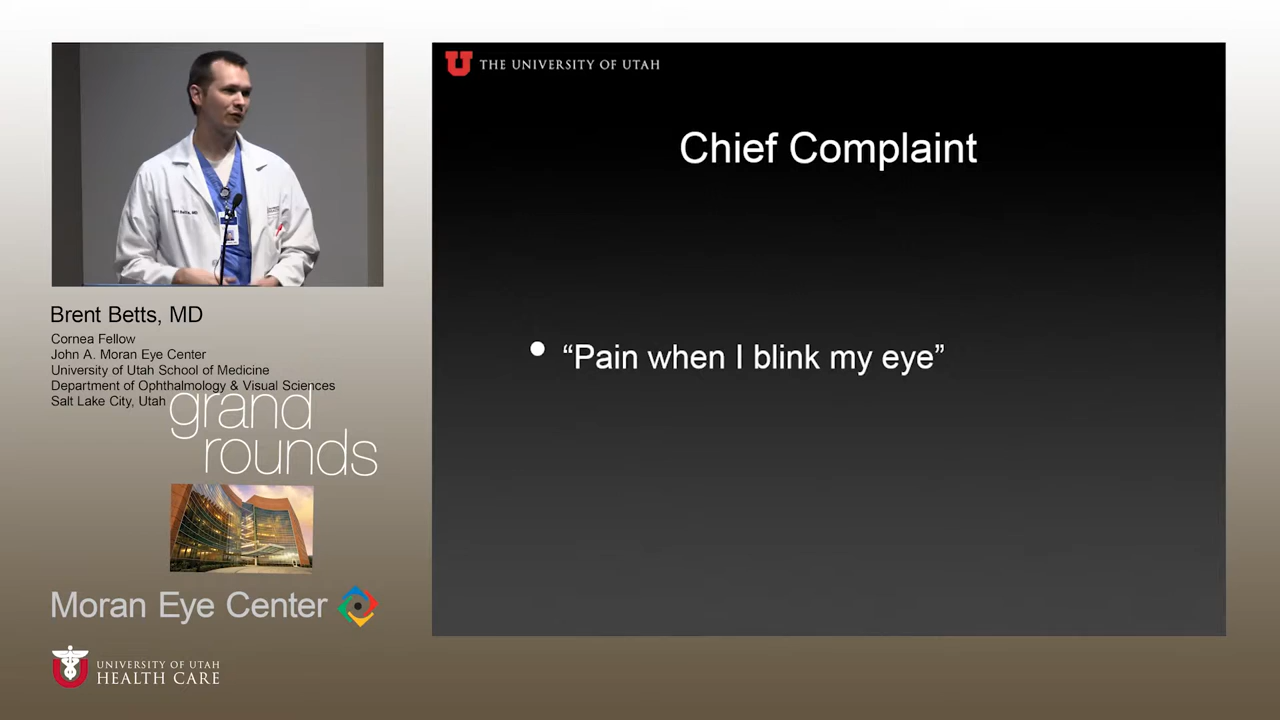 THE UNIVERSITY OF UTAH
Chief Complaint
• “Pain when I blink my eye”
Brent Betts, MD
Cornea Fellow
John A. Moran Eye Center
University of Utah School of Medicine
Department of Ophthalmology & Visual Sciences
Salt Lake City, Utah
grand
rounds
Moran Eye Center
UNIVERSITY OF UTAH
HEALTH CARE